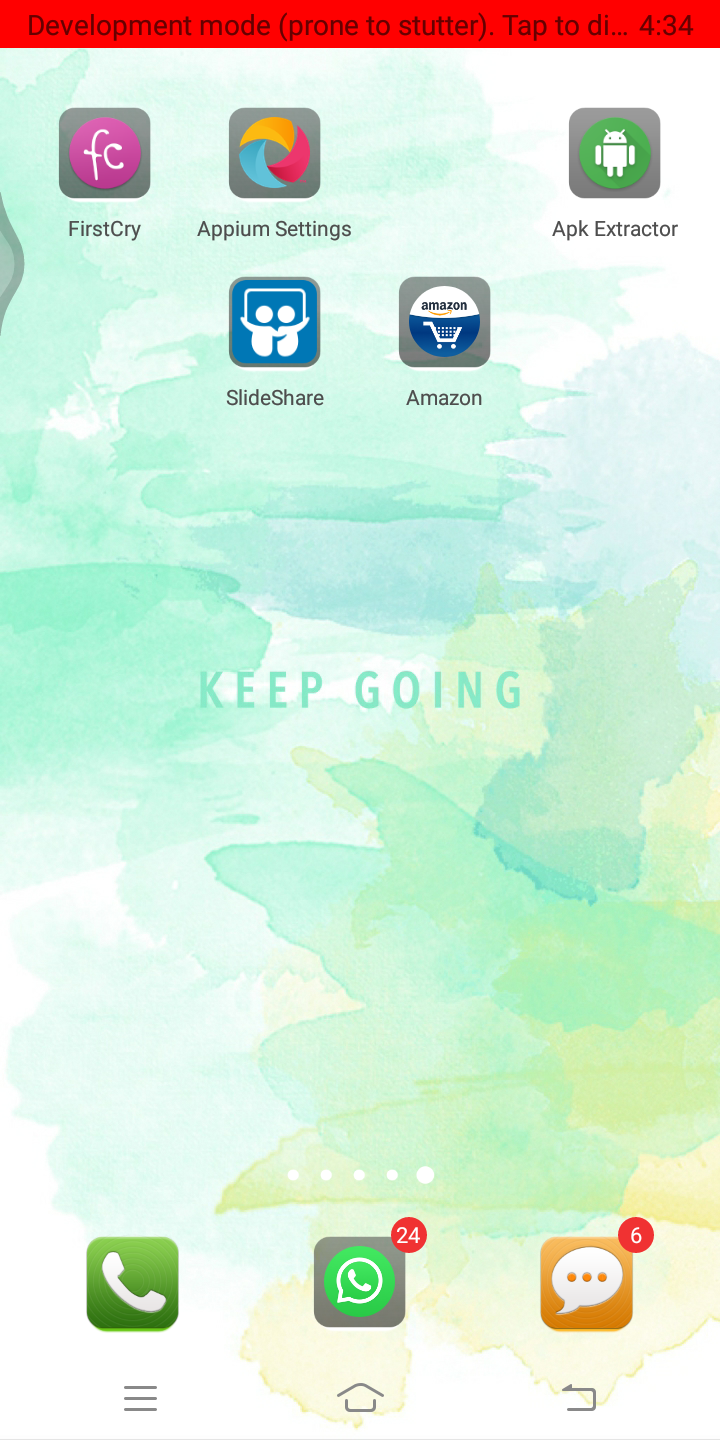 Development mode (prone to stutter). Tap to di... 4:34
fc
FirstCry
Appium Settings
Apk Extractor
amazon
SlideShare
Amazon
KEEP GOING
24
6